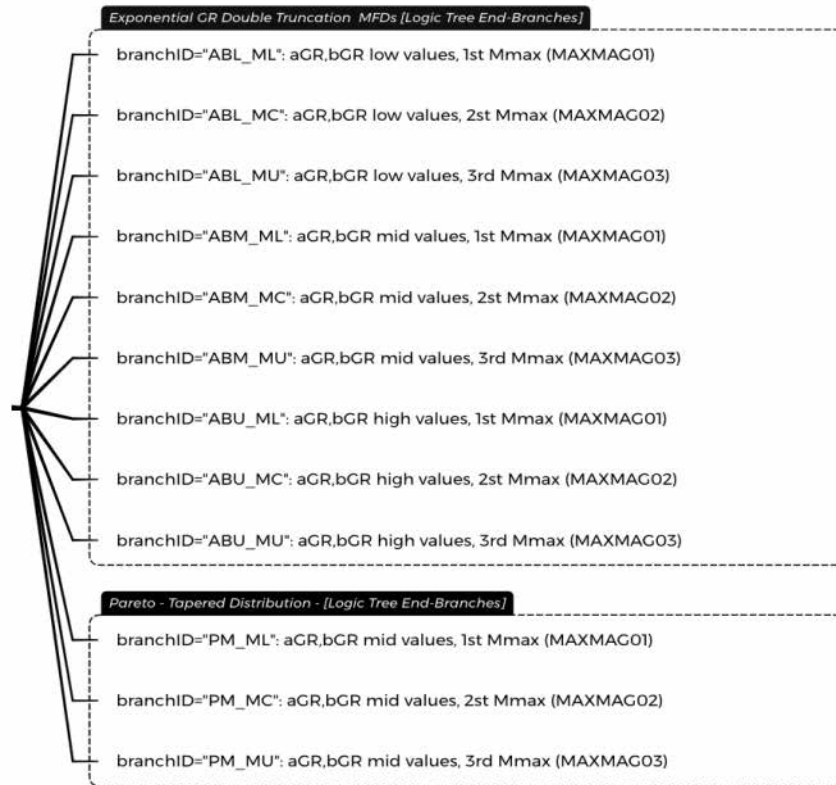 Exponential GR Double Truncation MFDs [Logic Tree End-Branches]
branchID="ABL_ML": aGR,bGR low values, 1st Mmax (MAXMAG01)
branchID="ABL_MC": aGR,bGR low values, 2st Mmax (MAXMAG02)
branchID="ABL_MU": aGR,bGR low values, 3rd Mmax (MAXMAG03)
branchID="ABM_ML": aGR,bGR mid values, 1st Mmax (MAXMAG01)
branchID="ABM_MC": aGR,bGR mid values, 2st Mmax (MAXMAG02)
branchID="ABM_MU": aGR,bGR mid values, 3rd Mmax (MAXMAG03)
branchID="ABU_ML": aGR,bGR high values, 1st Mmax (MAXMAG01)
branchID="ABU_MC": aGR,bGR high values, 2st Mmax (MAXMAG02)
branchID="ABU_MU": aGR,bGR high values, 3rd Mmax (MAXMAG03)
Pareto - Tapered Distribution - [Logic Tree End-Branches]
branchID="PM_ML": aGR,bGR mid values, 1st Mmax (MAXMAG01)
branchID="PM_MC": aGR,bGR mid values, 2st Mmax (MAXMAG02)
branchID="PM_MU": aGR,bGR mid values, 3rd Mmax (MAXMAG03)